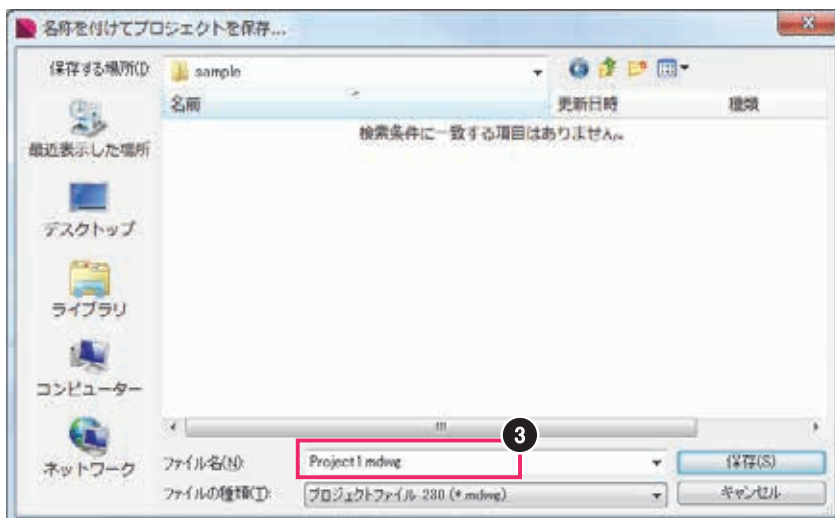 名称を付けてプロジェクトを保存...
保存する場所(I)
sample
名前
更新日時
種類
検索条件に一致する項目はありません。
最近表示した場所
デスクトップ
ライブラリ
コンピューター
ネットワーク
3
ファイル名(N):
Project1.mdwg
保存(S)
ファイルの種類(T):
プロジェクトファイル 230 (*.mdwg)
キャンセル